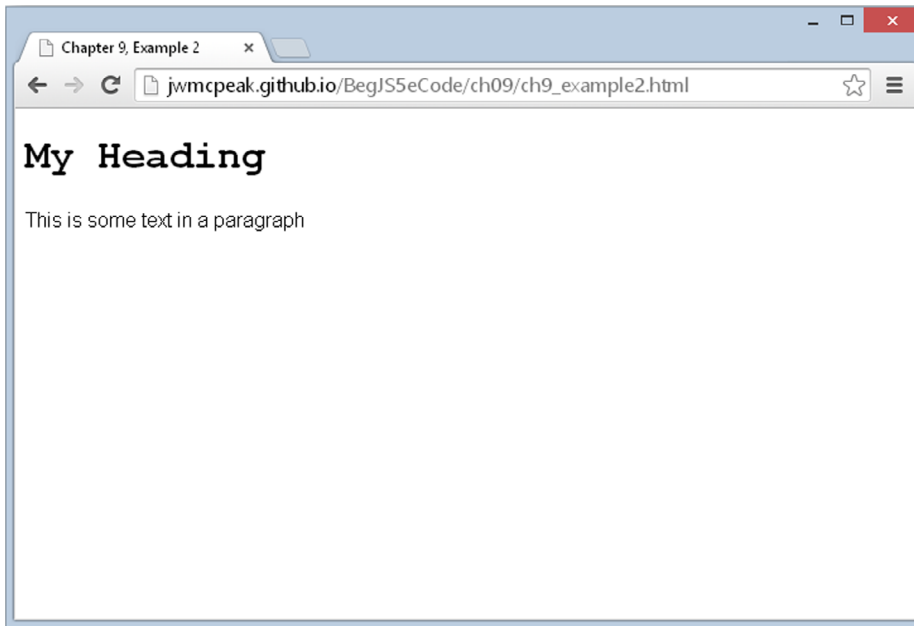 Chapter 9, Example 2
jwmcpeak.github.io/BegJS5eCode/ch09/ch9_example2.html
My Heading
This is some text in a paragraph